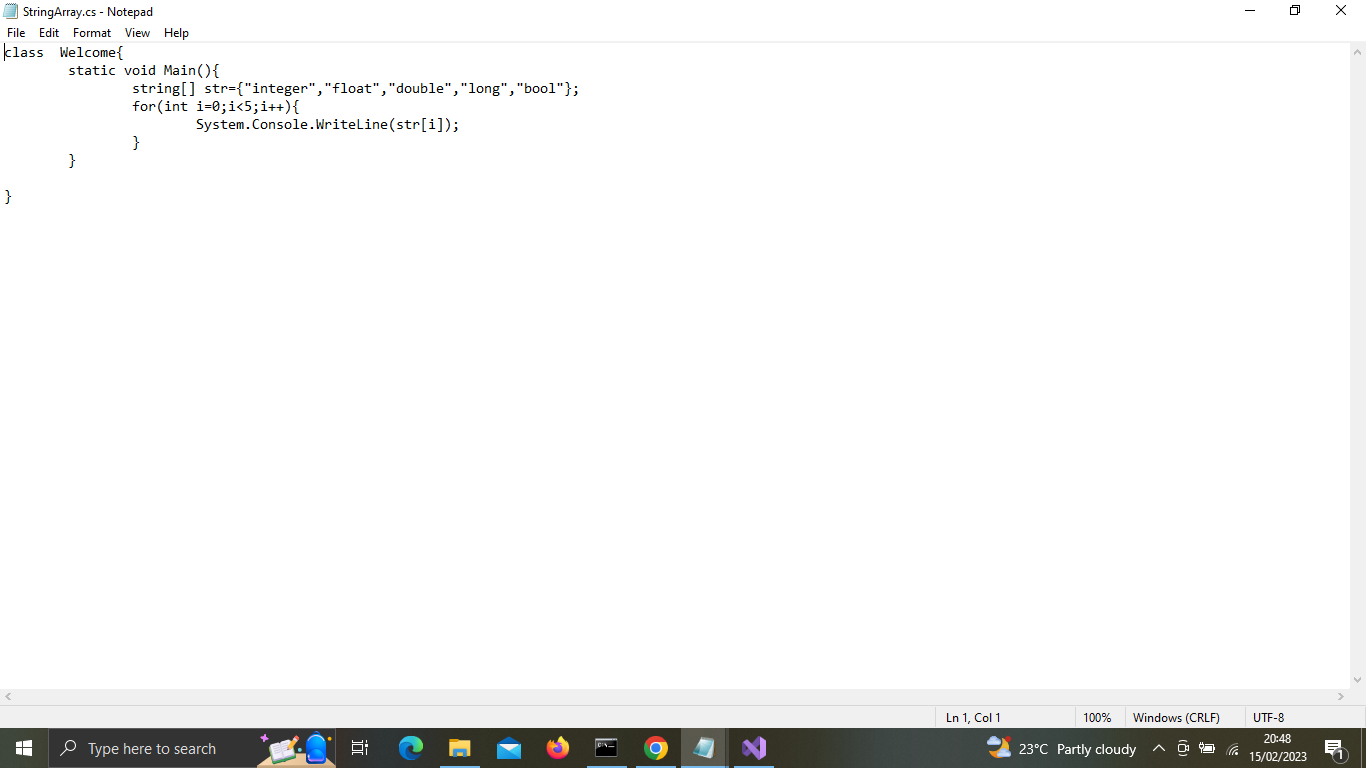 StringArray.cs - Notepad
File Edit Format View Help
class  Welcome{
        static void Main(){
                string[] str={"integer","float","double","long","bool"};
                for(int i=0;i<5;i++){
                        System.Console.WriteLine(str[i]);
                }
        }
}
Ln 1, Col 1 100% Windows (CRLF) UTF-8
Type here to search 23°C Partly cloudy 20:48
15/02/2023 1